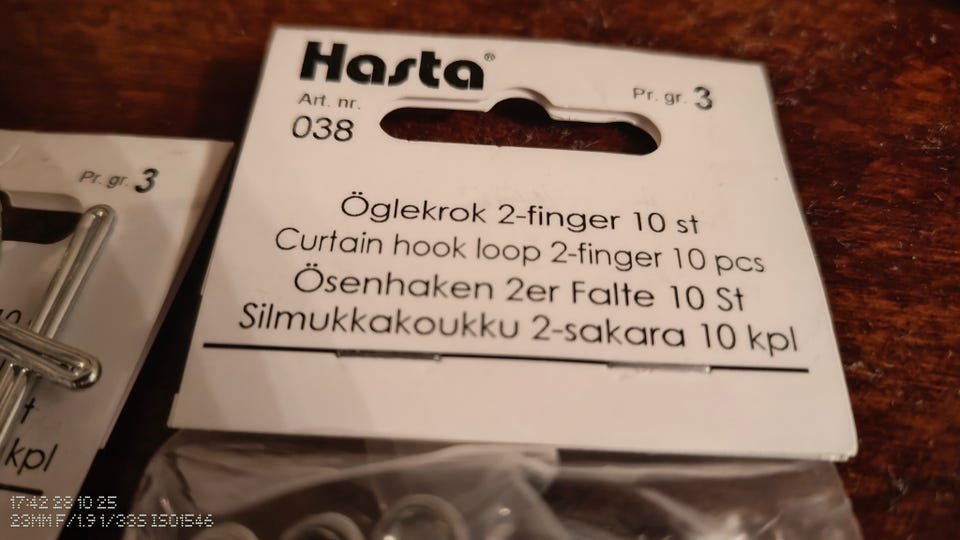 Hasta®
Art. nr.
038
Pr. gr. 3
Öglekrok 2-finger 10 st
Curtain hook loop 2-finger 10 pcs
Ösenhaken 2er Falte 10 St
Silmukkakoukku 2-sakara 10 kpl
Pr. gr. 3
kpl
17:42 28 10 25
23MM F/1.9 1/33S ISO1546